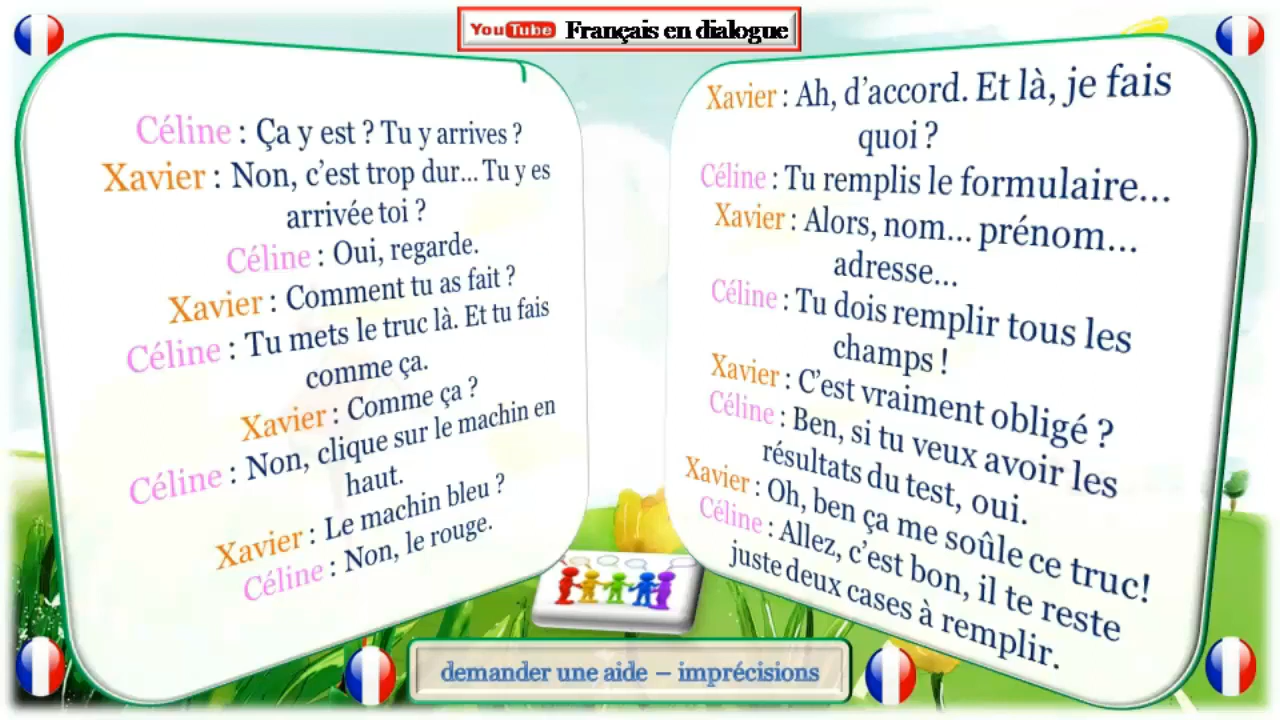 YouTube Français en dialogue
Céline : Ça y est ? Tu y arrives ?
Xavier : Non, c'est trop dur... Tu y es
arrivée toi ?
Céline : Oui, regarde.
Xavier : Comment tu as fait ?
Céline : Tu mets le truc là. Et tu fais
comme ça.
Xavier : Comme ça ?
Céline : Non, clique sur le machin en
haut.
Xavier : Le machin bleu ?
Céline : Non, le rouge.
Xavier : Ah, d'accord. Et là, je fais
quoi ?
Céline : Tu remplis le formulaire...
Xavier : Alors, nom... prénom...
adresse...
Céline : Tu dois remplir tous les
champs !
Xavier : C'est vraiment obligé ?
Céline : Ben, si tu veux avoir les
résultats du test, oui.
Xavier : Oh, ben ça me soûle ce truc!
Céline : Allez, c'est bon, il te reste
juste deux cases à remplir.
demander une aide – imprécisions